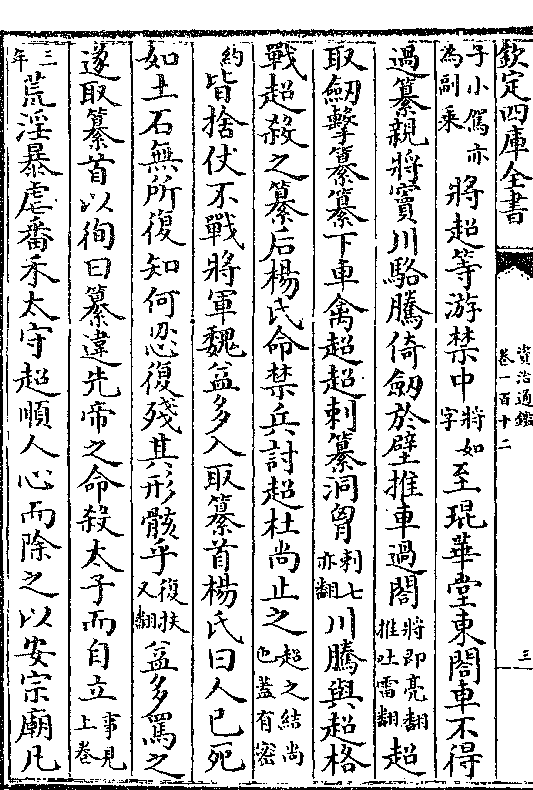 欽定四庫全書
資治通鑑
卷一百十二
三
子小駕亦為副乘將超等游禁中將如字至琨華堂東閤車不得
過纂親將竇川駱騰倚劒於壁推車過閤將即亮翻推吐雷翻超
取劒擊纂纂下車禽超超刺纂洞胷刺七亦翻川騰與超格
戰超殺之纂后楊氏命禁兵討超杜尚止之超之結尚也蓋有密
約皆捨仗不戰將軍魏益多入取纂首楊氏曰人已死
如土石無所復知何忍復殘其形骸乎復扶又翻益多罵之
遂取纂首以徇曰纂違先帝之命殺太子而自立事見上卷
三年荒淫暴虐番禾太守超順人心而除之以安宗廟凡